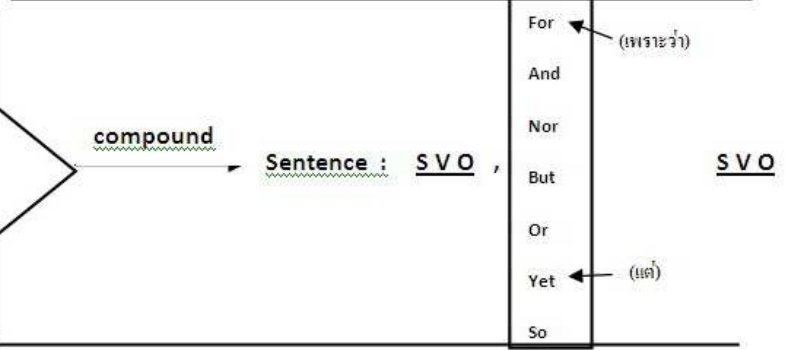 For
(เพราะว่า)
And
Nor
compound
Sentence : S V O , But S V O
Or
Yet (แต่)
So